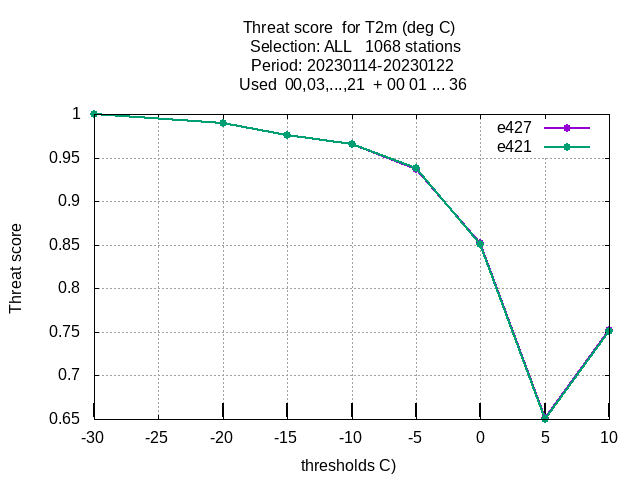 Threat score  for T2m (deg C)
Selection: ALL   1068 stations
Period: 20230114-20230122
Used  00,03,...,21  + 00 01 ... 36
e427
e421
1
0.95
0.9
0.85
0.8
0.75
0.7
0.65
Threat score
-30 -25 -20 -15 -10 -5 0 5 10
thresholds C)